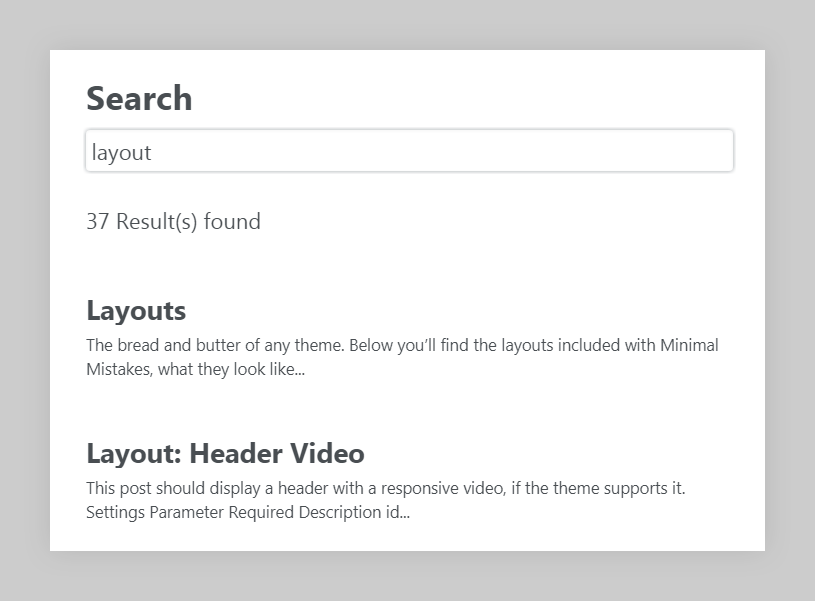 Search
layout
37 Result(s) found
Layouts
The bread and butter of any theme. Below you’ll find the layouts included with Minimal
Mistakes, what they look like...
Layout: Header Video
This post should display a header with a responsive video, if the theme supports it.
Settings Parameter Required Description id...